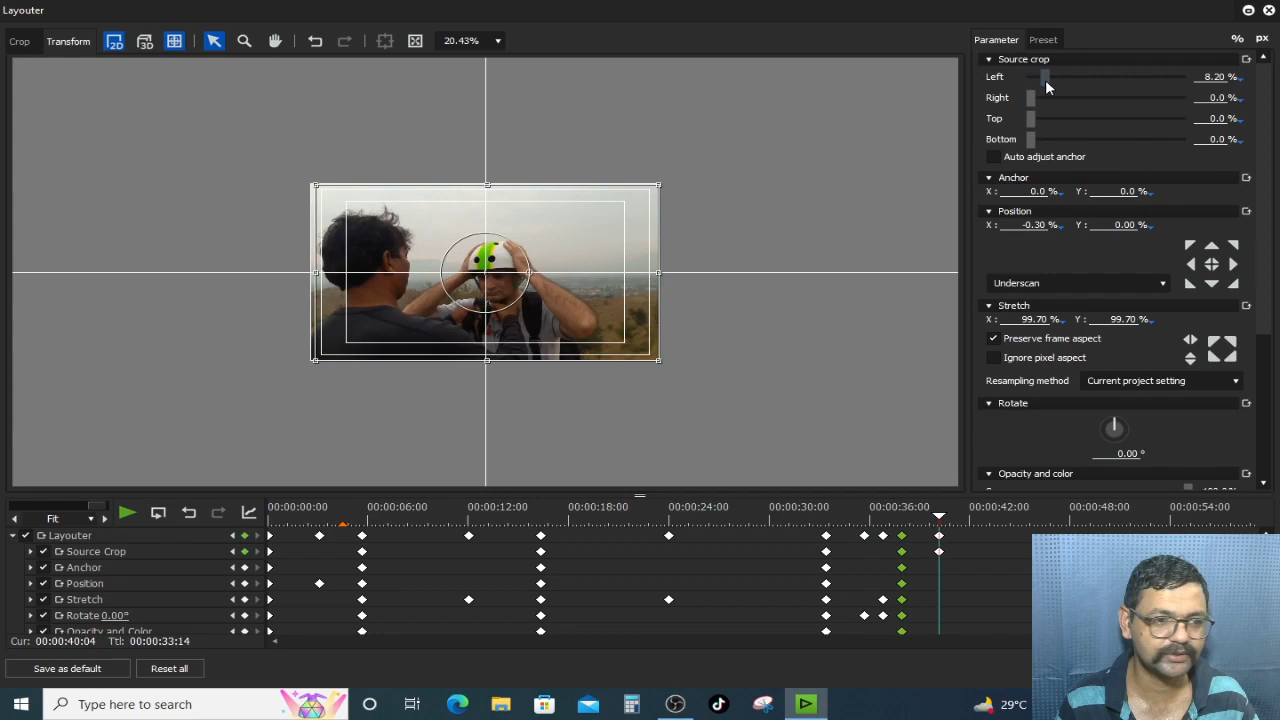 Layouter
Crop Transform 2D 3D 20.43%
Parameter Preset % px
Source crop
Left 8.20 %
Right 0.0 %
Top 0.0 %
Bottom 0.0 %
Auto adjust anchor
Anchor
X : 0.0 % Y : 0.0 %
Position
X : -0.30 % Y : 0.00 %
Underscan
Stretch
X : 99.70 % Y : 99.70 %
Preserve frame aspect
Ignore pixel aspect
Resampling method Current project setting
Rotate
0.00 °
Opacity and color
Fit
00:00:00:00 00:00:06:00 00:00:12:00 00:00:18:00 00:00:24:00 00:00:30:00 00:00:36:00 00:00:42:00 00:00:48:00 00:00:54:00
Layouter
Source Crop
Anchor
Position
Stretch
Rotate 0.00°
Opacity and Color
Cur: 00:00:40:04 Ttl: 00:00:33:14
Save as default Reset all
Type here to search
29°C